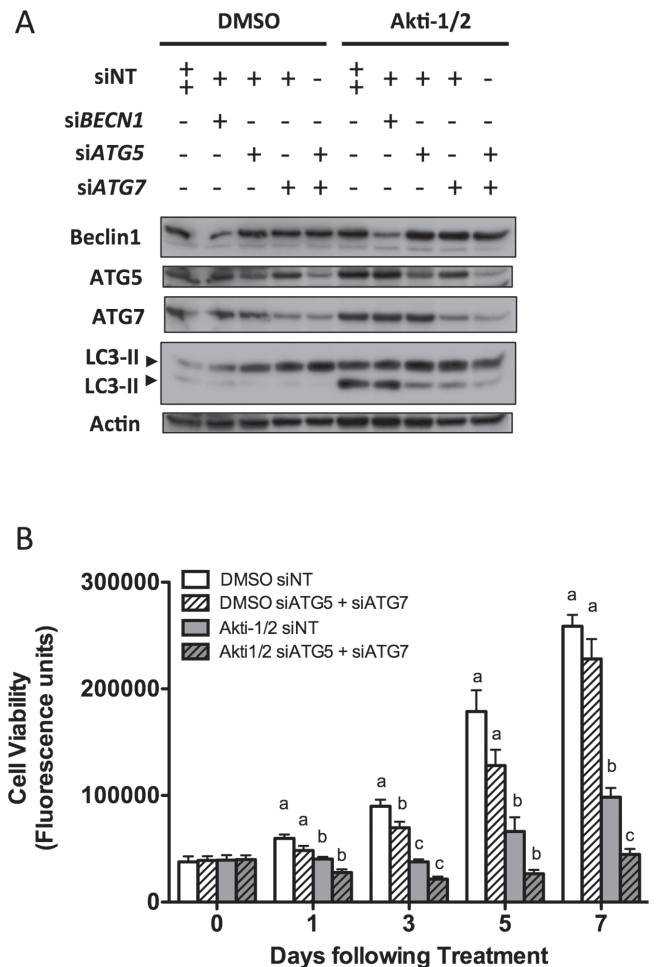 A
DMSO Akti-1/2
siNT ++ + + + - ++ + + + -
siBECN1 - + - - - - + - - -
siATG5 - - + - + - - + - +
siATG7 - - - + + - - - + +
Beclin1
ATG5
ATG7
LC3-II
LC3-II
Actin
B
Cell Viability
(Fluorescence units)
300000
200000
100000
0
DMSO siNT
DMSO siATG5 + siATG7
Akti-1/2 siNT
Akti1/2 siATG5 + siATG7
a a b b
a b c c
a a b b
a a b c
0 1 3 5 7
Days following Treatment